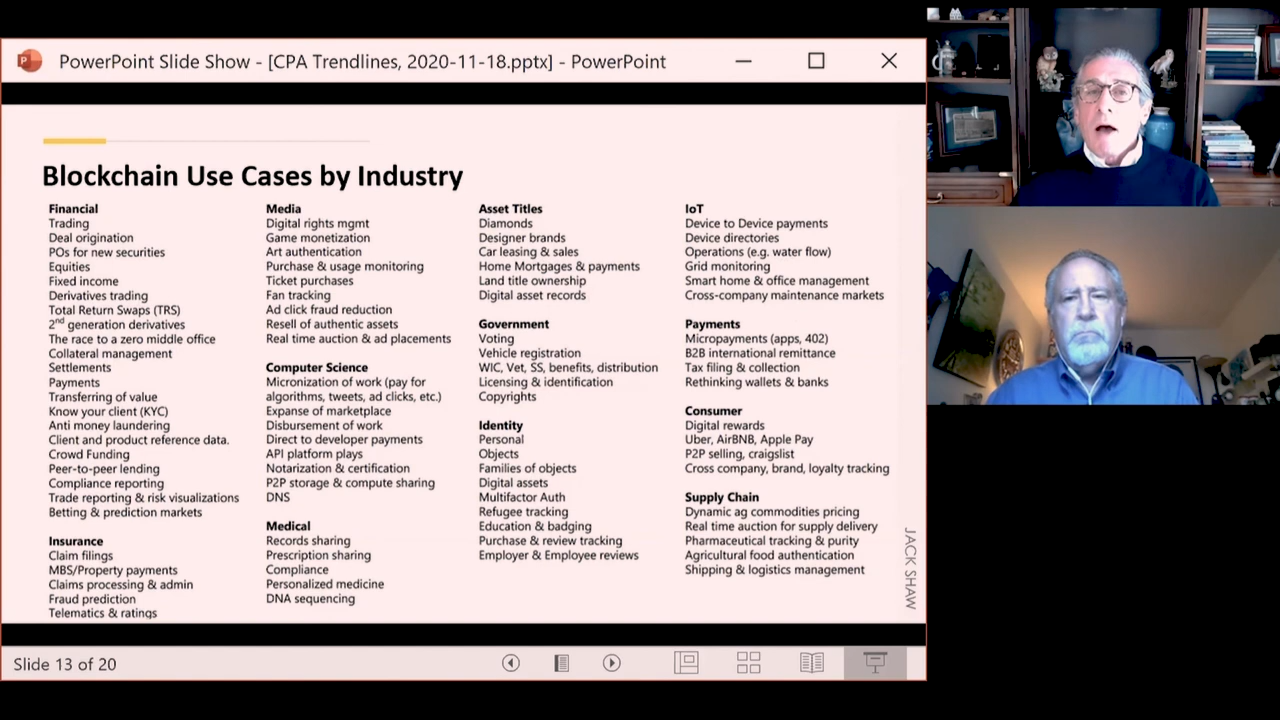 PowerPoint Slide Show - [CPA Trendlines, 2020-11-18.pptx] - PowerPoint
Blockchain Use Cases by Industry
Financial
Trading
Deal origination
POs for new securities
Equities
Fixed income
Derivatives trading
Total Return Swaps (TRS)
2nd generation derivatives
The race to a zero middle office
Collateral management
Settlements
Payments
Transferring of value
Know your client (KYC)
Anti money laundering
Client and product reference data.
Crowd Funding
Peer-to-peer lending
Compliance reporting
Trade reporting & risk visualizations
Betting & prediction markets
Insurance
Claim filings
MBS/Property payments
Claims processing & admin
Fraud prediction
Telematics & ratings
Media
Digital rights mgmt
Game monetization
Art authentication
Purchase & usage monitoring
Ticket purchases
Fan tracking
Ad click fraud reduction
Resell of authentic assets
Real time auction & ad placements
Computer Science
Micronization of work (pay for
algorithms, tweets, ad clicks, etc.)
Expanse of marketplace
Disbursement of work
Direct to developer payments
API platform plays
Notarization & certification
P2P storage & compute sharing
DNS
Medical
Records sharing
Prescription sharing
Compliance
Personalized medicine
DNA sequencing
Asset Titles
Diamonds
Designer brands
Car leasing & sales
Home Mortgages & payments
Land title ownership
Digital asset records
Government
Voting
Vehicle registration
WIC, Vet, SS, benefits, distribution
Licensing & identification
Copyrights
Identity
Personal
Objects
Families of objects
Digital assets
Multifactor Auth
Refugee tracking
Education & badging
Purchase & review tracking
Employer & Employee reviews
IoT
Device to Device payments
Device directories
Operations (e.g. water flow)
Grid monitoring
Smart home & office management
Cross-company maintenance markets
Payments
Micropayments (apps, 402)
B2B international remittance
Tax filing & collection
Rethinking wallets & banks
Consumer
Digital rewards
Uber, AirBNB, Apple Pay
P2P selling, craigslist
Cross company, brand, loyalty tracking
Supply Chain
Dynamic ag commodities pricing
Real time auction for supply delivery
Pharmaceutical tracking & purity
Agricultural food authentication
Shipping & logistics management
JACK SHAW
Slide 13 of 20